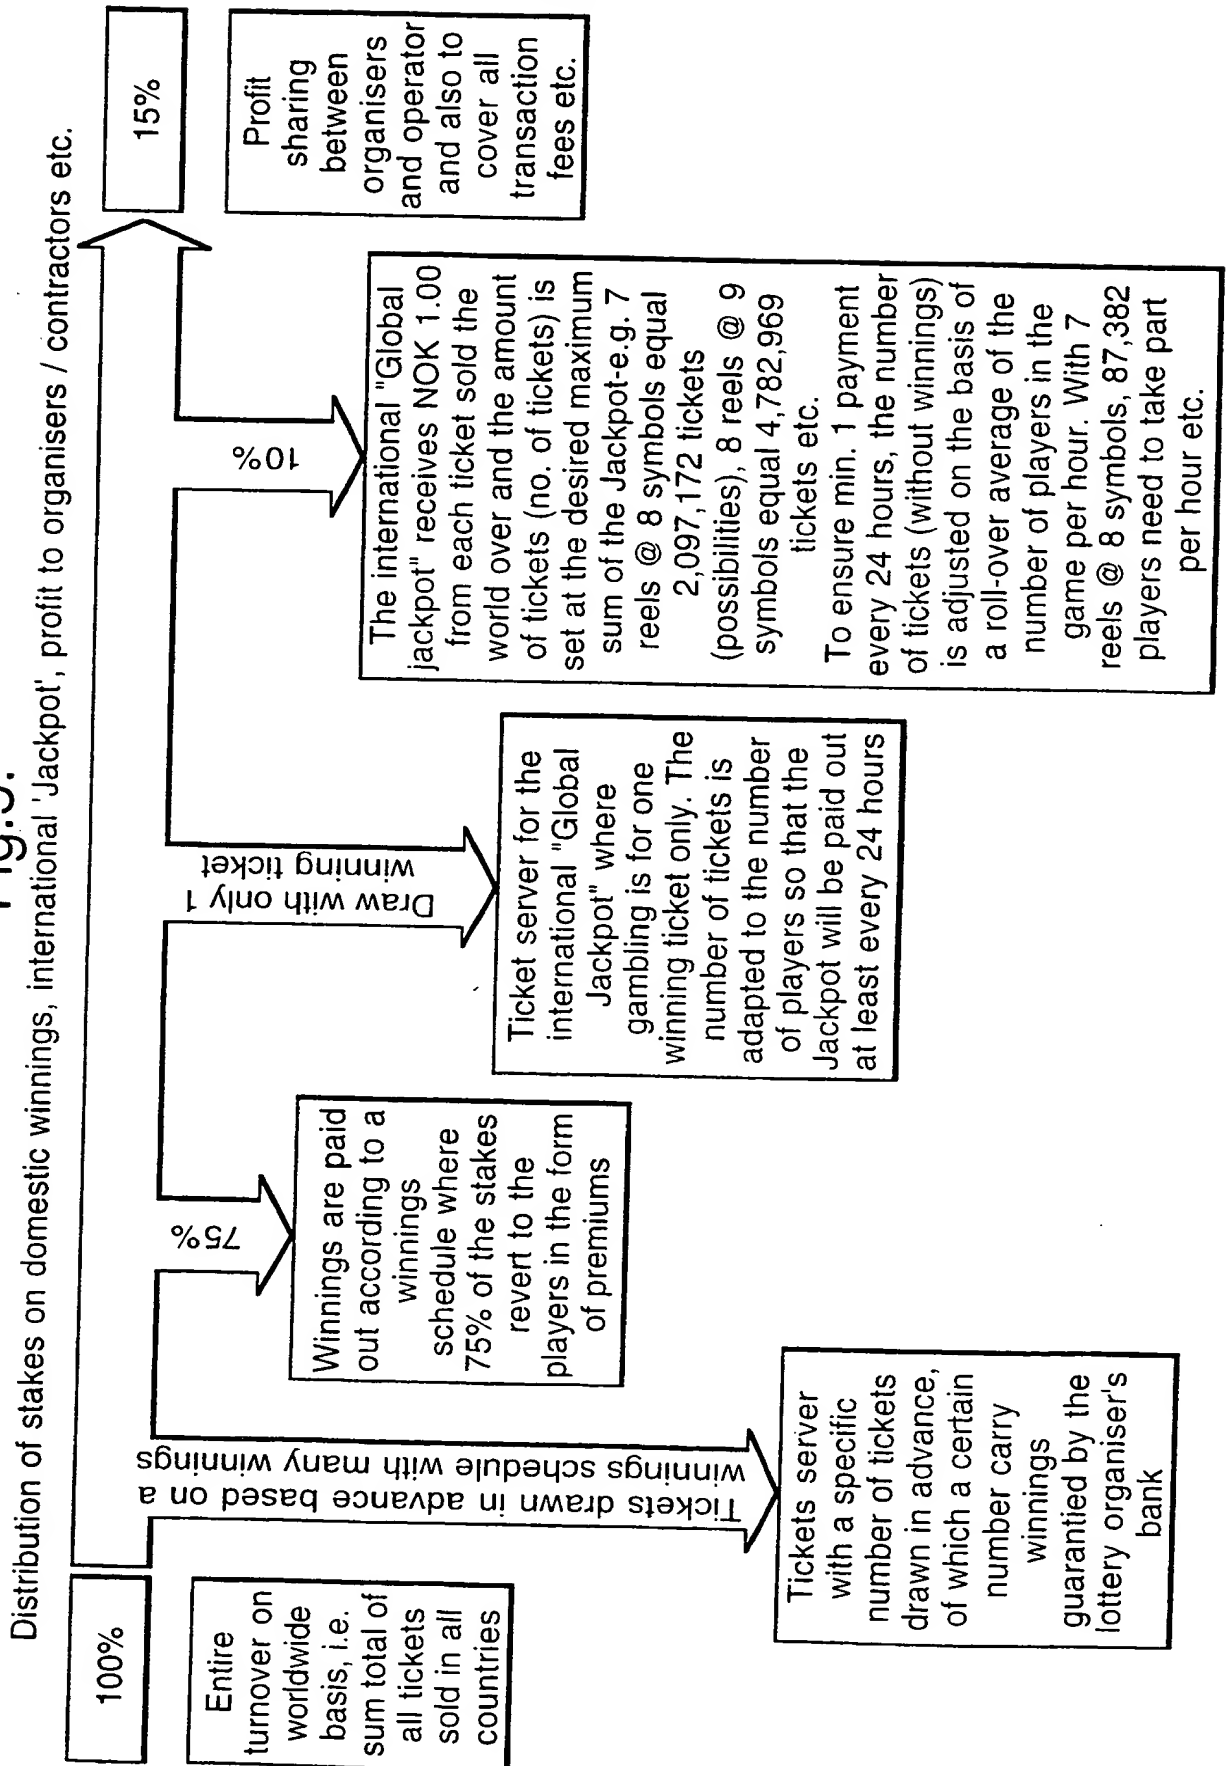 Distribution of stakes on domestic winnings, international 'Jackpot', profit to organisers / contractors etc.
100%
Entire
turnover on
worldwide
basis, i.e.
sum total of
all tickets
sold in all
countries
Tickets drawn in advance based on a
winnings schedule with many winnings
Tickets server
with a specific
number of tickets
drawn in advance,
of which a certain
number carry
winnings
guarantied by the
lottery organiser's
bank
75%
Winnings are paid
out according to a
winnings
schedule where
75% of the stakes
revert to the
players in the form
of premiums
Draw with only 1
winning ticket
Ticket server for the
international "Global
Jackpot" where
gambling is for one
winning ticket only. The
number of tickets is
adapted to the number
of players so that the
Jackpot will be paid out
at least every 24 hours
10%
The international "Global
jackpot" receives NOK 1.00
from each ticket sold the
world over and the amount
of tickets (no. of tickets) is
set at the desired maximum
sum of the Jackpot-e.g. 7
reels @ 8 symbols equal
2,097,172 tickets
(possibilities), 8 reels @ 9
symbols equal 4,782,969
tickets etc.
To ensure min. 1 payment
every 24 hours, the number
of tickets (without winnings)
is adjusted on the basis of
a roll-over average of the
number of players in the
game per hour. With 7
reels @ 8 symbols, 87,382
players need to take part
per hour etc.
15%
Profit
sharing
between
organisers
and operator
and also to
cover all
transaction
fees etc.